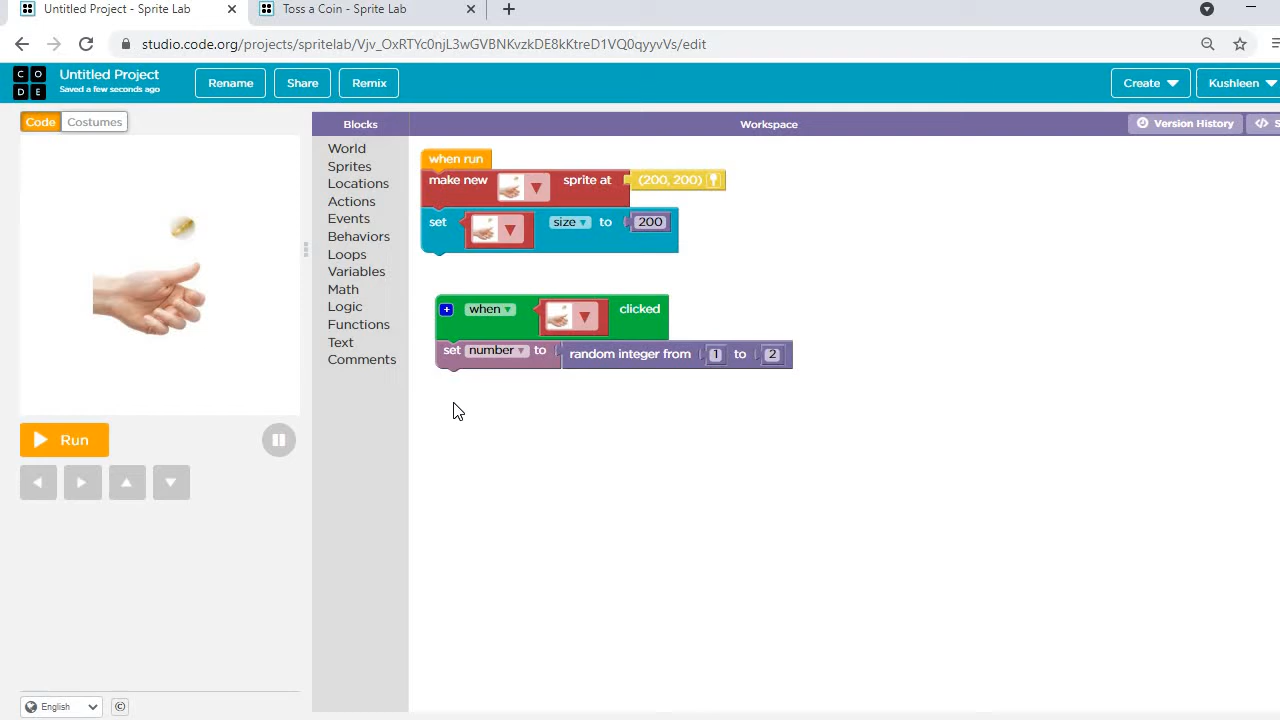 Untitled Project - Sprite Lab
Toss a Coin - Sprite Lab
studio.code.org/projects/spritelab/Vjv_OxRTYc0njL3wGVBNKvzkDE8kKtreD1VQ0qyyvVs/edit
C O
D E
Untitled Project
Saved a few seconds ago
Rename
Share
Remix
Create
Kushleen
Code
Costumes
Blocks
Workspace
Version History
World
Sprites
Locations
Actions
Events
Behaviors
Loops
Variables
Math
Logic
Functions
Text
Comments
when run
make new sprite at (200, 200)
set size to 200
+ when clicked
set number to random integer from 1 to 2
Run
English
©